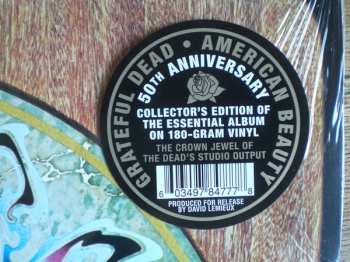 GRATEFUL DEAD • AMERICAN BEAUTY
50TH ANNIVERSARY
COLLECTOR'S EDITION OF
THE ESSENTIAL ALBUM
ON 180-GRAM VINYL
THE CROWN JEWEL OF
THE DEAD'S STUDIO OUTPUT
6 03497 84777 8
PRODUCED FOR RELEASE
BY DAVID LEMIEUX